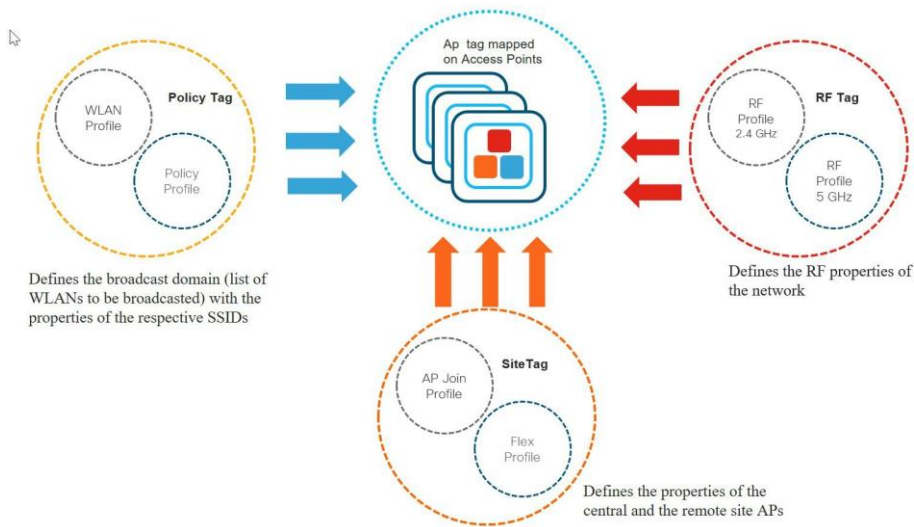 Ap tag mapped
on Access Points
Policy Tag
WLAN
Profile
Policy
Profile
RF Tag
RF
Profile
2.4 GHz
RF
Profile
5 GHz
Defines the broadcast domain (list of
WLANs to be broadcasted) with the
properties of the respective SSIDs
Defines the RF properties of
the network
SiteTag
AP Join
Profile
Flex
Profile
Defines the properties of the
central and the remote site APs